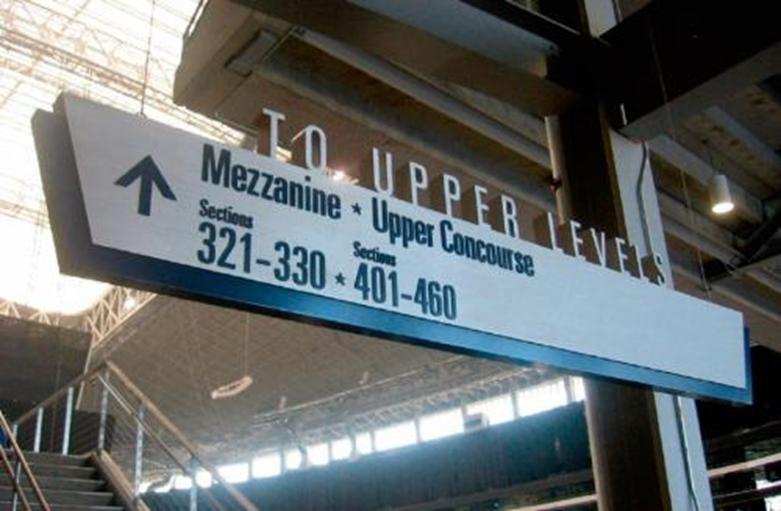 TO UPPER LEVELS
Mezzanine ★ Upper Concourse
Sections Sections
321-330 ★ 401-460